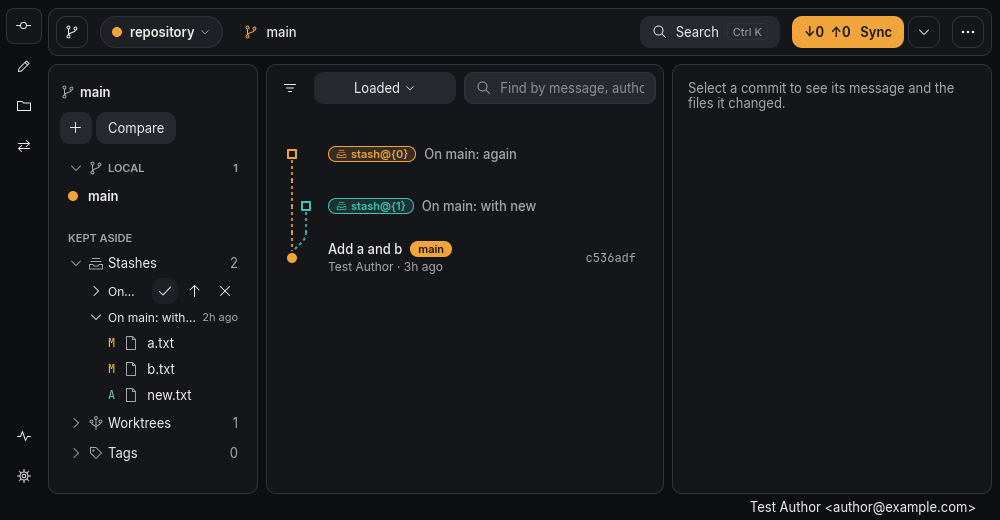 repository
main
Search Ctrl K
↓0 ↑0 Sync
main
+ Compare
LOCAL 1
main
KEPT ASIDE
Stashes 2
On...
On main: with... 2h ago
M a.txt
M b.txt
A new.txt
Worktrees 1
Tags 0
Loaded
Find by message, autho
stash@{0} On main: again
stash@{1} On main: with new
Add a and b main
Test Author · 3h ago c536adf
Select a commit to see its message and the
files it changed.
Test Author <author@example.com>